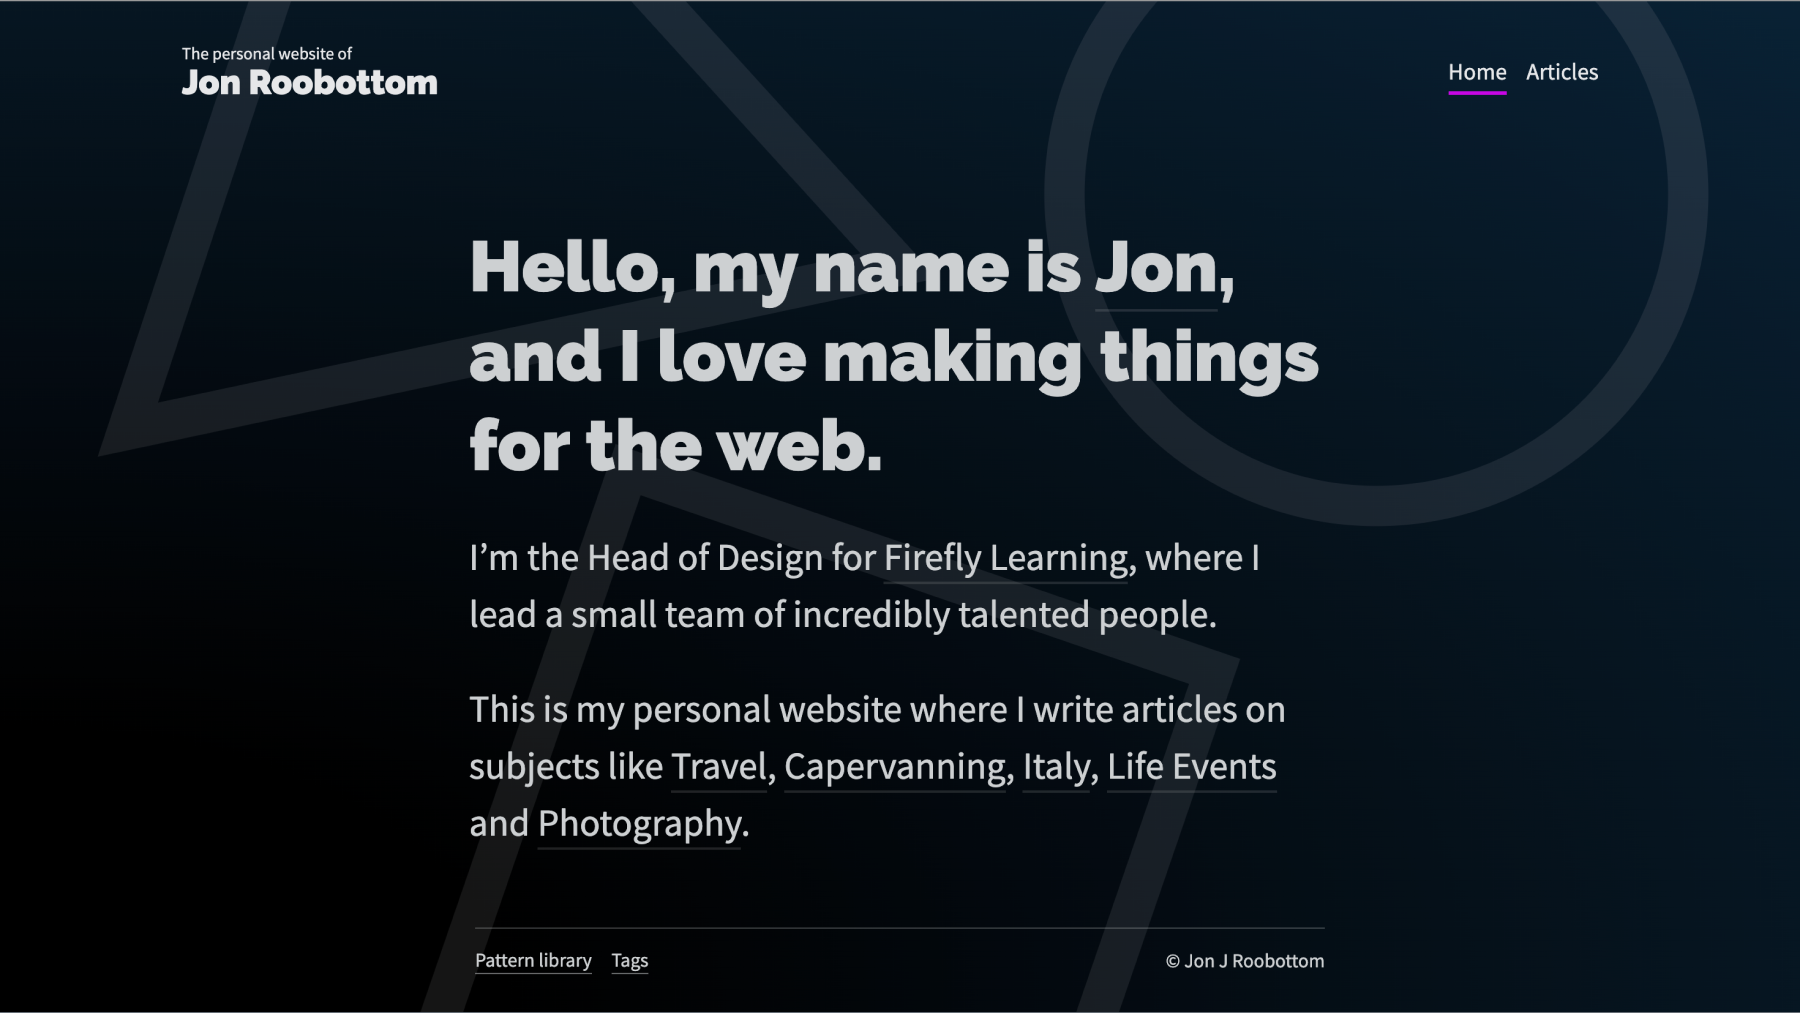 The personal website of
Jon Roobottom
Home Articles
Hello, my name is Jon,
and I love making things
for the web.
I’m the Head of Design for Firefly Learning, where I
lead a small team of incredibly talented people.
This is my personal website where I write articles on
subjects like Travel, Capervanning, Italy, Life Events
and Photography.
Pattern library Tags
© Jon J Roobottom